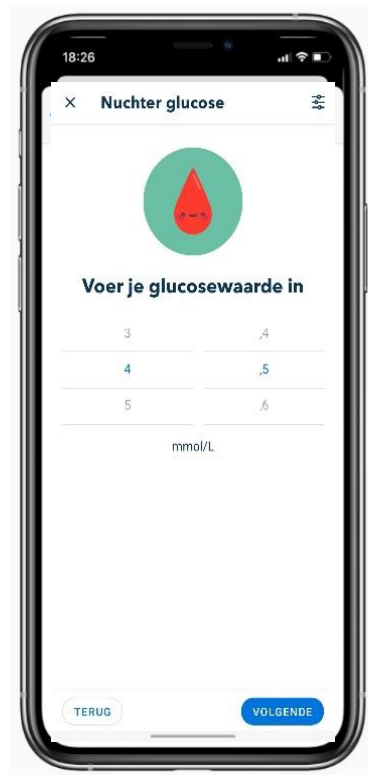 18:26
× Nuchter glucose
Voer je glucosewaarde in
3 ,4
4 ,5
5 ,6
mmol/L
TERUG VOLGENDE